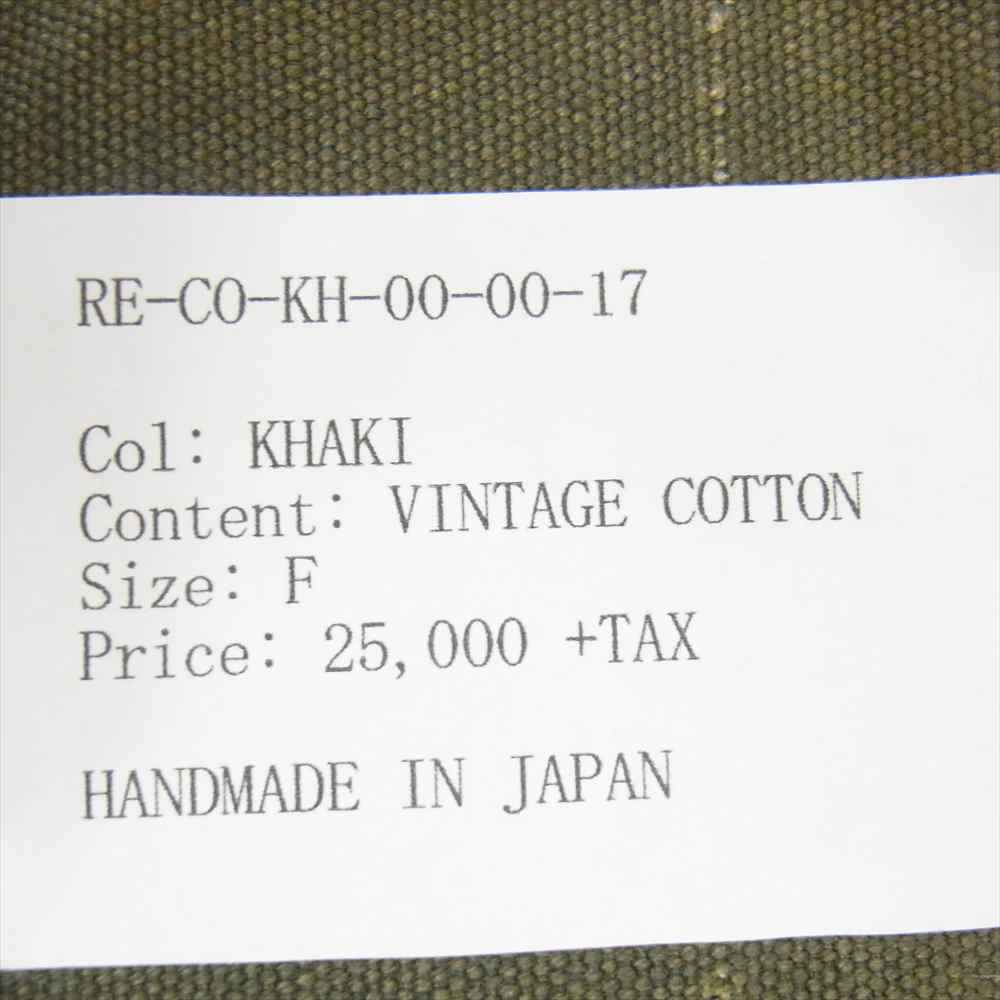 RE-CO-KH-00-00-17
Col: KHAKI
Content: VINTAGE COTTON
Size: F
Price: 25,000 +TAX
HANDMADE IN JAPAN